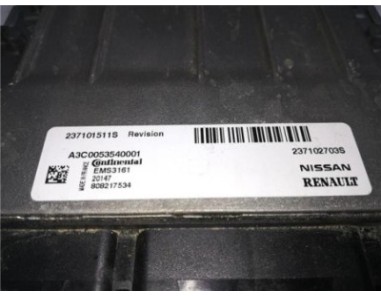 237101511S Revision
A3C0053540001
237102703S
Continental
EMS3161
NISSAN
20147
RENAULT
808217534